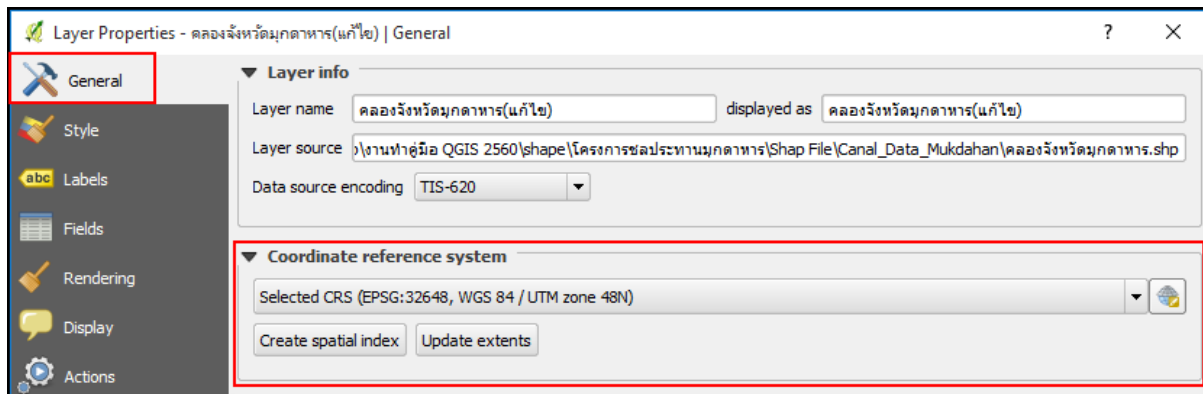 Layer Properties - คลองจังหวัดมุกดาหาร(แก้ไข) | General
?
General
Style
abc Labels
Fields
Rendering
Display
Actions
Layer info
Layer name คลองจังหวัดมุกดาหาร(แก้ไข) displayed as คลองจังหวัดมุกดาหาร(แก้ไข)
Layer source \งานทำคู่มือ QGIS 2560\shape\โครงการชลประทานมุกดาหาร\Shap File\Canal_Data_Mukdahan\คลองจังหวัดมุกดาหาร.shp
Data source encoding TIS-620
Coordinate reference system
Selected CRS (EPSG:32648, WGS 84 / UTM zone 48N)
Create spatial index Update extents